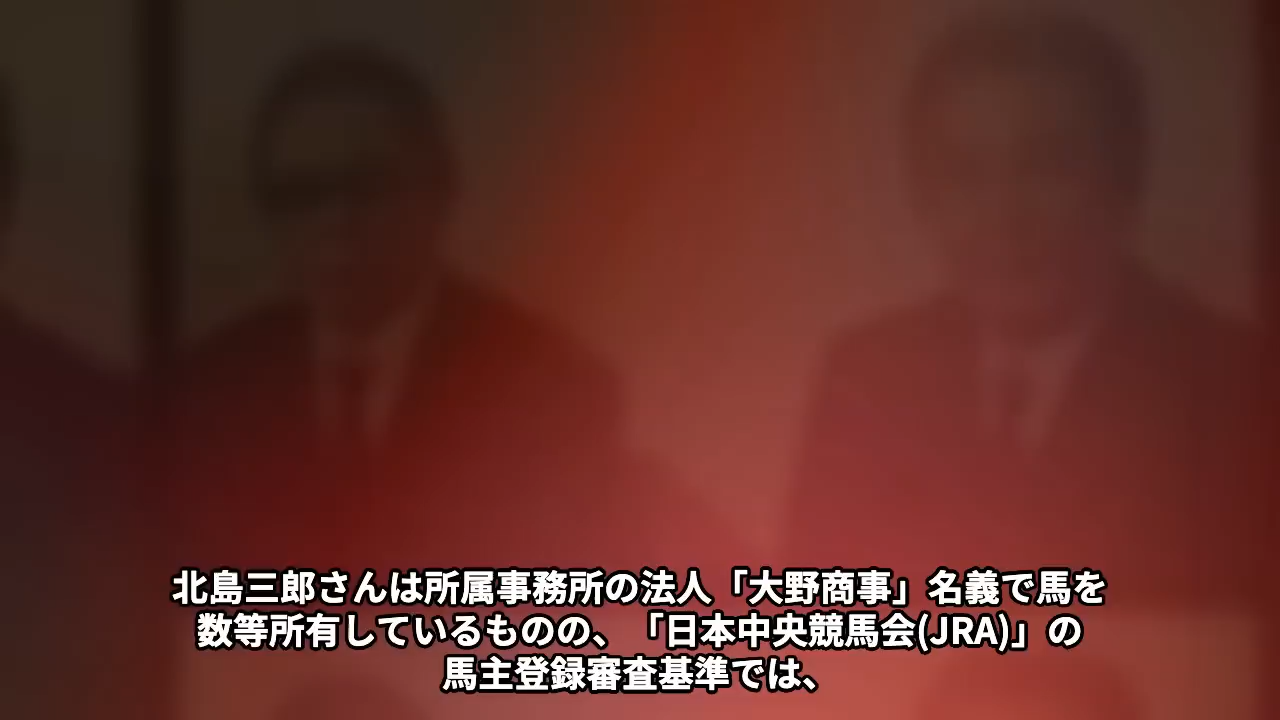 北島三郎さんは所属事務所の法人「大野商事」名義で馬を
数等所有しているものの、「日本中央競馬会(JRA)」の
馬主登録審査基準では、